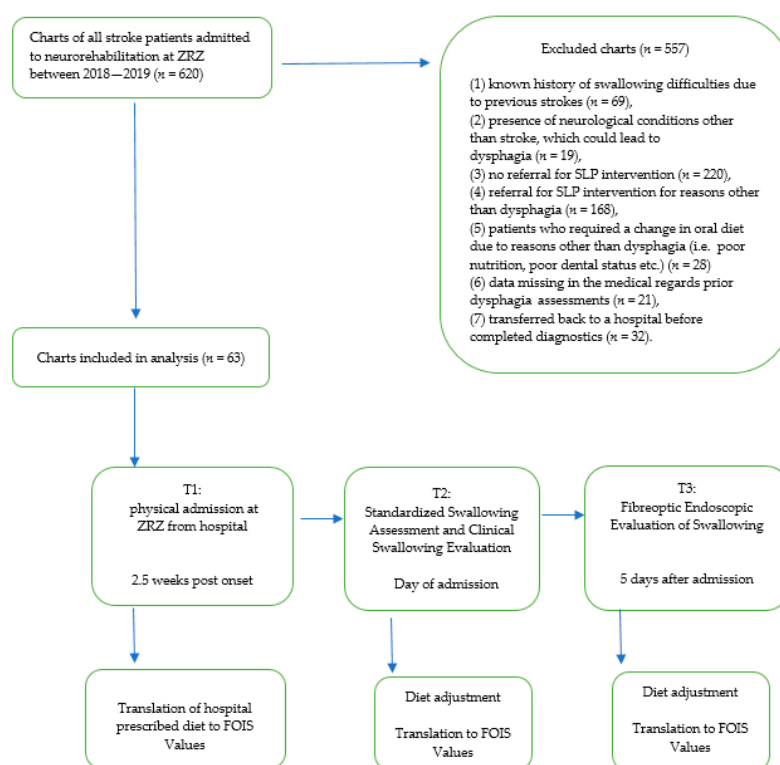 Charts of all stroke patients admitted
to neurorehabilitation at ZRZ
between 2018—2019 (n = 620)
Excluded charts (n = 557)
(1) known history of swallowing difficulties due
to previous strokes (n = 69),
(2) presence of neurological conditions other
than stroke, which could lead to
dysphagia (n = 19),
(3) no referral for SLP intervention (n = 220),
(4) referral for SLP intervention for reasons other
than dysphagia (n = 168),
(5) patients who required a change in oral diet
due to reasons other than dysphagia (i.e. poor
nutrition, poor dental status etc.) (n = 28)
(6) data missing in the medical regards prior
dysphagia assessments (n = 21),
(7) transferred back to a hospital before
completed diagnostics (n = 32).
Charts included in analysis (n = 63)
T1:
physical admission at
ZRZ from hospital
2.5 weeks post onset
T2:
Standardized Swallowing
Assessment and Clinical
Swallowing Evaluation
Day of admission
T3:
Fibreoptic Endoscopic
Evaluation of Swallowing
5 days after admission
Translation of hospital
prescribed diet to FOIS
Values
Diet adjustment
Translation to FOIS
Values
Diet adjustment
Translation to FOIS
Values